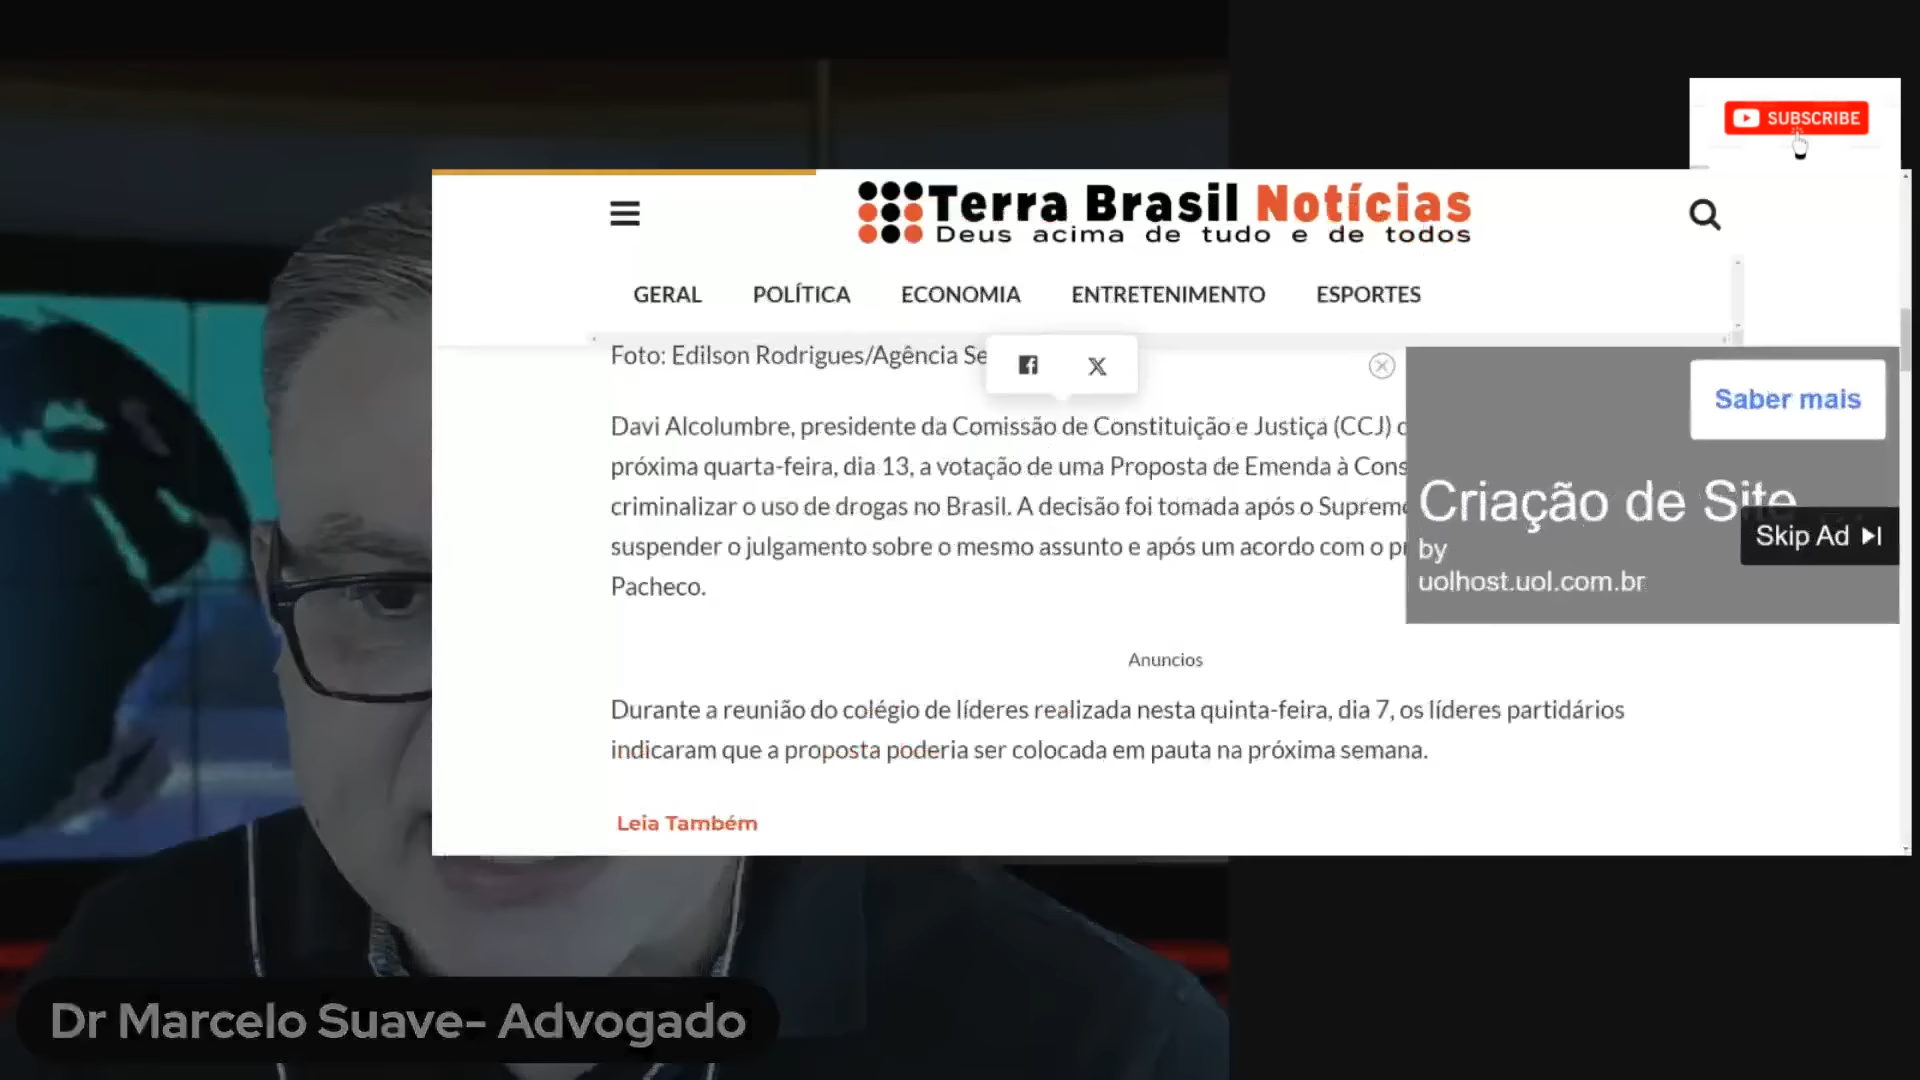 SUBSCRIBE
Terra Brasil Notícias
Deus acima de tudo e de todos
GERAL POLÍTICA ECONOMIA ENTRETENIMENTO ESPORTES
Foto: Edilson Rodrigues/Agência Se
Davi Alcolumbre, presidente da Comissão de Constituição e Justiça (CCJ)
próxima quarta-feira, dia 13, a votação de uma Proposta de Emenda à Cons
criminalizar o uso de drogas no Brasil. A decisão foi tomada após o Suprem
suspender o julgamento sobre o mesmo assunto e após um acordo com o p
Pacheco.
Saber mais
Criação de Site
Skip Ad
by
uolhost.uol.com.br
Anuncios
Durante a reunião do colégio de líderes realizada nesta quinta-feira, dia 7, os líderes partidários
indicaram que a proposta poderia ser colocada em pauta na próxima semana.
Leia Também
Dr Marcelo Suave- Advogado